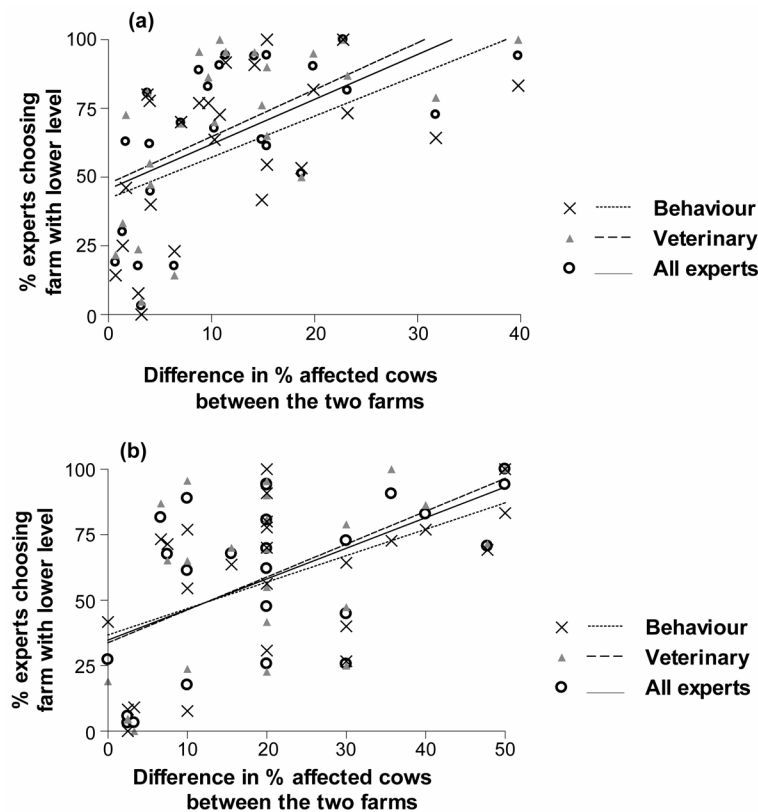 (a)
% experts choosing
farm with lower level
100
75
50
25
0
0
10
20
30
40
Difference in % affected cows
between the two farms
Behaviour
Veterinary
All experts
(b)
% experts choosing
farm with lower level
100
75
50
25
0
0
10
20
30
40
50
Difference in % affected cows
between the two farms
Behaviour
Veterinary
All experts